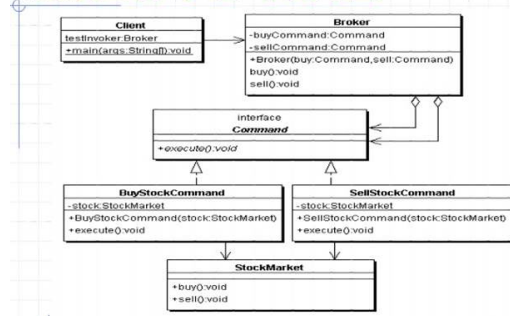 Client
testInvoker:Broker
+main(args:String[]):void
Broker
-buyCommand:Command
-sellCommand:Command
+Broker(buy:Command,sell:Command)
buy():void
sell():void
interface
Command
+execute():void
BuyStockCommand
-stock:StockMarket
+BuyStockCommand(stock:StockMarket)
+execute():void
SellStockCommand
-stock:StockMarket
+SellStockCommand(stock:StockMarket)
+execute():void
StockMarket
+buy():void
+sell():void